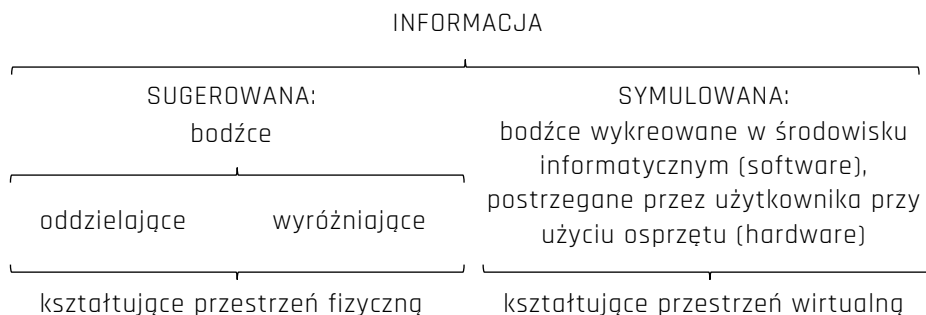 INFORMACJA
SUGEROWANA:
bodźce
oddzielające
wyróżniające
kształtujące przestrzeń fizyczną
SYMULOWANA:
bodźce wykreowane w środowisku
informatycznym (software),
postrzegane przez użytkownika przy
użyciu osprzętu (hardware)
kształtujące przestrzeń wirtualną